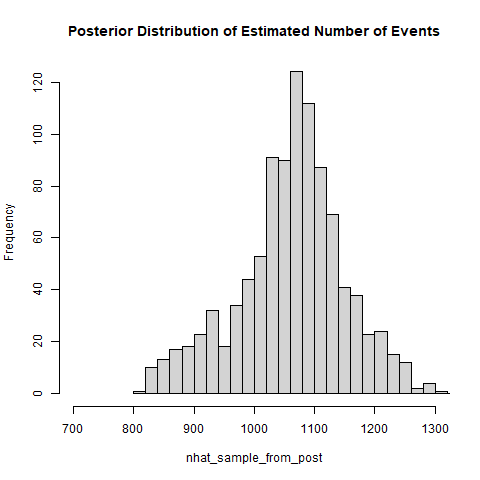 Posterior Distribution of Estimated Number of Events
Frequency
120
100
80
60
40
20
0
700 800 900 1000 1100 1200 1300
nhat_sample_from_post